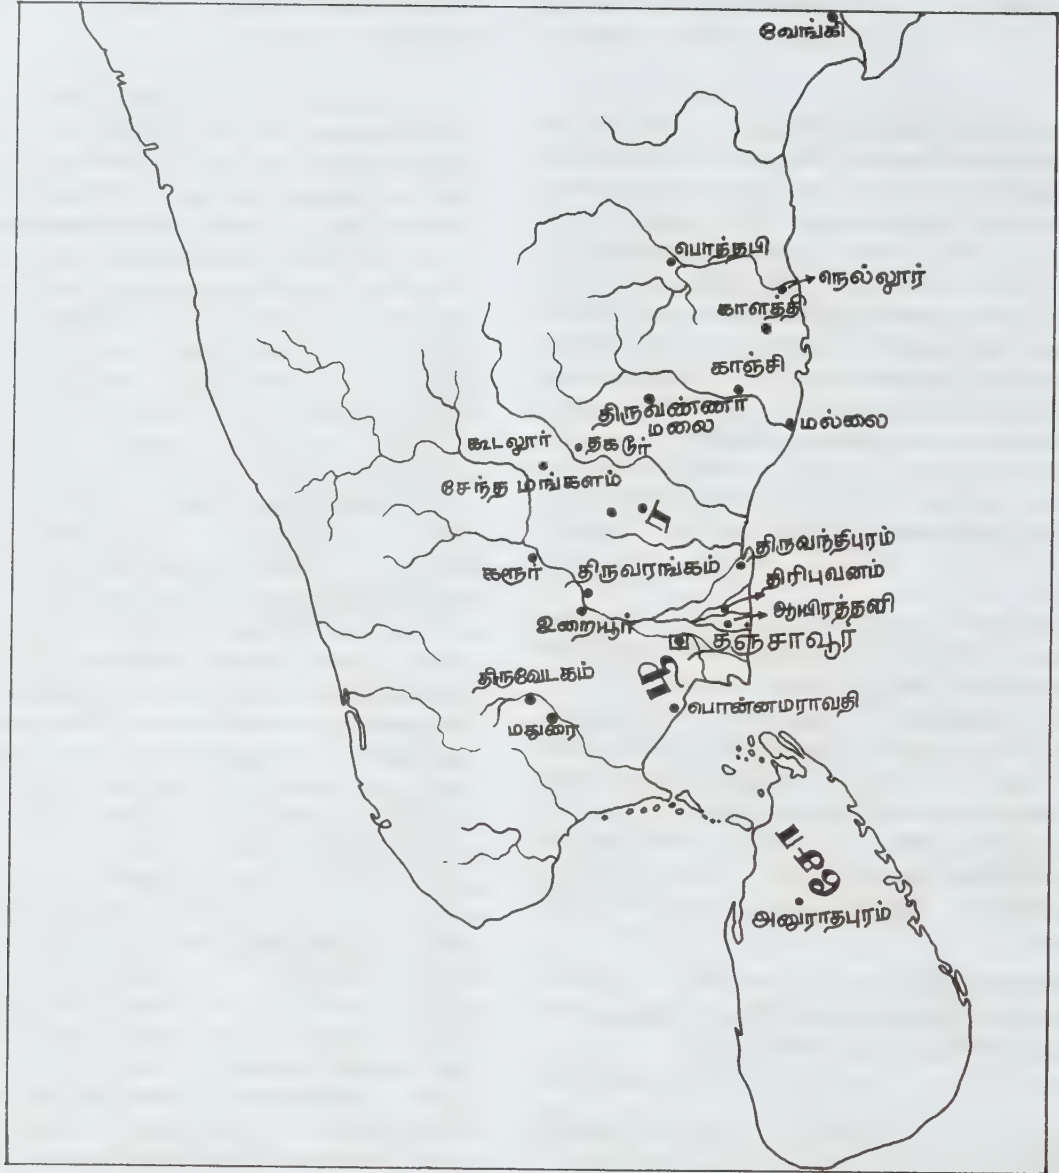 வேங்கி
பொத்தபி
நெல்லூர்
காளத்தி
காஞ்சி
திருவண்ணா
மலை
மல்லை
கூடலூர்
தகடூர்
சேந்த மங்கலம்
திருவந்திபுரம்
கரூர்
திருவரங்கம்
திரிபுவனம்
ஆயிரத்தளி
உறையூர்
தஞ்சாவூர்
திருவேடகம்
பொன்னமராவதி
மதுரை
சோ
ழ
ர்
அனுராதபுரம்